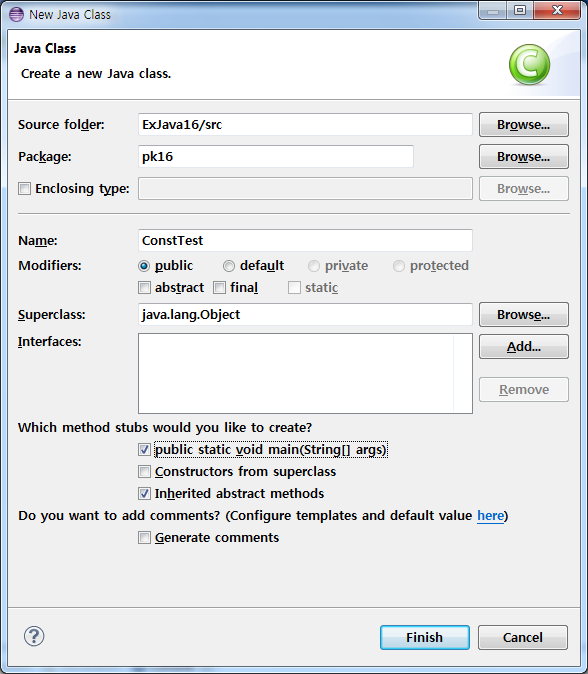 New Java Class
Java Class
Create a new Java class.
Source folder: ExJava16/src Browse...
Package: pk16 Browse...
Enclosing type: Browse...
Name: ConstTest
Modifiers: public default private protected
abstract final static
Superclass: java.lang.Object Browse...
Interfaces: Add...
Remove
Which method stubs would you like to create?
public static void main(String[] args)
Constructors from superclass
Inherited abstract methods
Do you want to add comments? (Configure templates and default value here)
Generate comments
? Finish Cancel